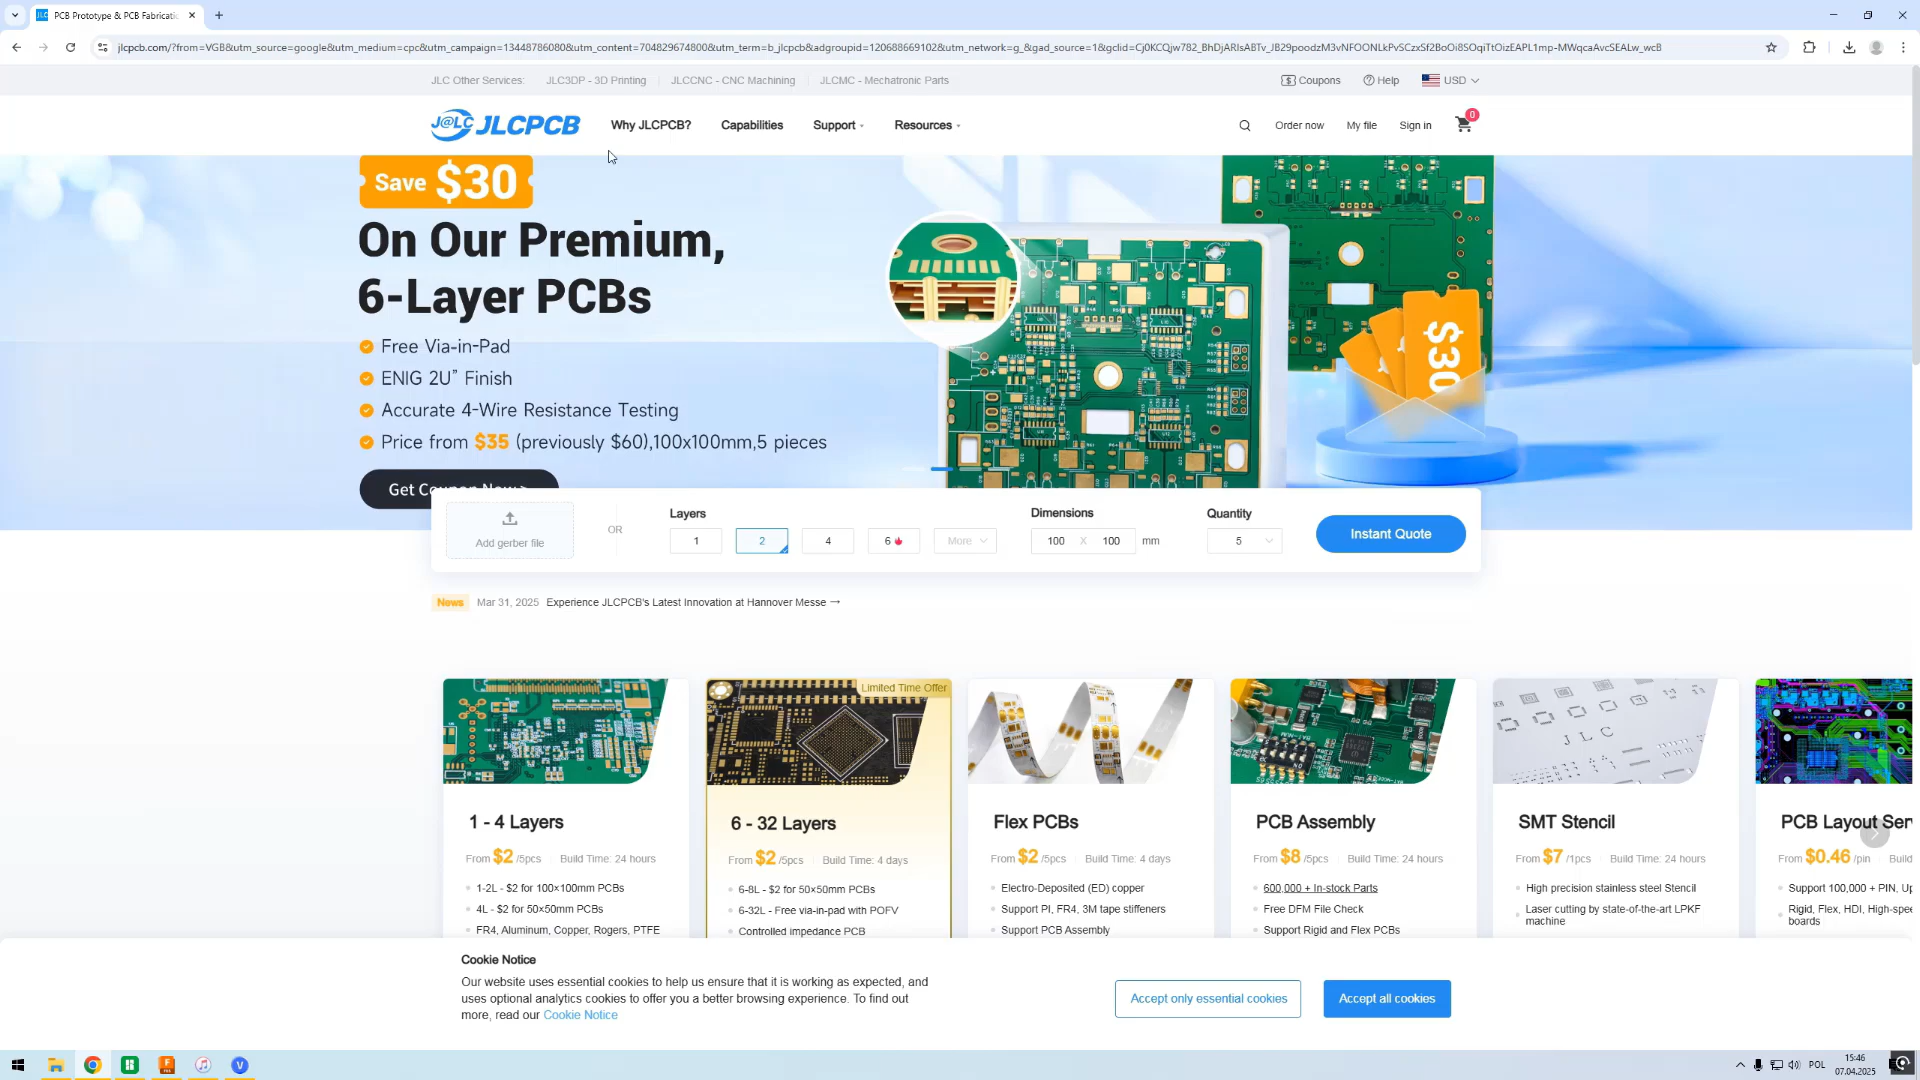 PCB Prototype & PCB Fabricatic
jlcpcb.com/?from=VGB&utm_source=google&utm_medium=cpc&utm_campaign=13448786080&utm_content=704829674800&utm_term=b_jlcpcb&adgroupid=120688669102&utm_network=g_&gad_source=1&gclid=Cj0KCQjw782_BhDjARIsABTv_JB29poodzM3vNFOONLkPvSCzxSf2BoOi8SOqiTtOizEAPL1mp-MWqcaAvcSEALw_wcB
JLC Other Services: JLC3DP - 3D Printing JLCCNC - CNC Machining JLCMC - Mechatronic Parts Coupons Help USD
J@LC JLCPCB Why JLCPCB? Capabilities Support Resources Order now My file Sign in 0
Save $30
On Our Premium,
6-Layer PCBs
Free Via-in-Pad
ENIG 2U” Finish
Accurate 4-Wire Resistance Testing
Price from $35 (previously $60),100x100mm,5 pieces
$30
Get Coupon Now >
Add gerber file
OR
Layers
1 2 4 6 More
Dimensions
100 X 100 mm
Quantity
5
Instant Quote
News Mar 31, 2025 Experience JLCPCB's Latest Innovation at Hannover Messe →
1 - 4 Layers
From $2 /5pcs Build Time: 24 hours
1-2L - $2 for 100×100mm PCBs
4L - $2 for 50×50mm PCBs
FR4, Aluminum, Copper, Rogers, PTFE
Limited Time Offer
6 - 32 Layers
From $2 /5pcs Build Time: 4 days
6-8L - $2 for 50×50mm PCBs
6-32L - Free via-in-pad with POFV
Controlled impedance PCB
Flex PCBs
From $2 /5pcs Build Time: 4 days
Electro-Deposited (ED) copper
Support PI, FR4, 3M tape stiffeners
Support PCB Assembly
PCB Assembly
From $8 /5pcs Build Time: 24 hours
600,000 + In-stock Parts
Free DFM File Check
Support Rigid and Flex PCBs
JLC
SMT Stencil
From $7 /1pcs Build Time: 24 hours
High precision stainless steel Stencil
Laser cutting by state-of-the-art LPKF
machine
PCB Layout Ser
From $0.46 /pin Build
Support 100,000 + PIN, Up
Rigid, Flex, HDI, High-spee
boards
Cookie Notice
Our website uses essential cookies to help us ensure that it is working as expected, and
uses optional analytics cookies to offer you a better browsing experience. To find out
more, read our Cookie Notice
Accept only essential cookies
Accept all cookies
POL
15:46
07.04.2025